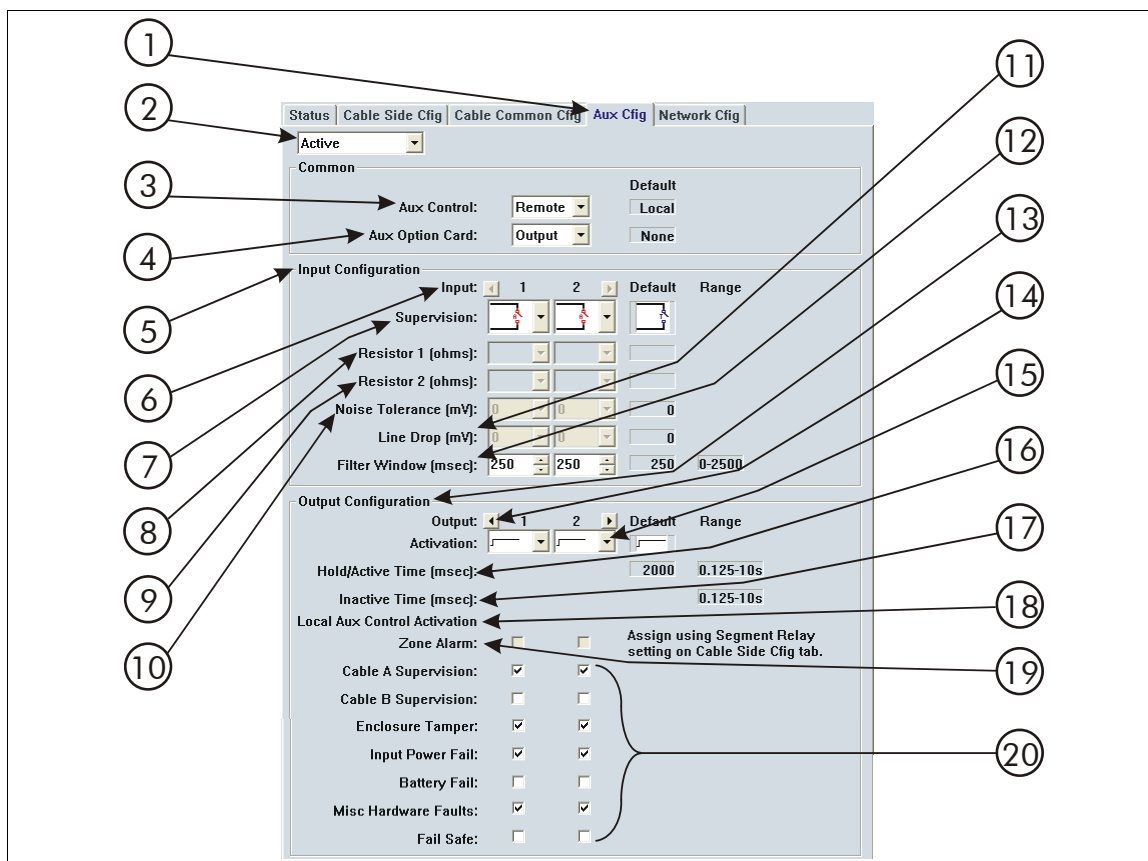 1
11
2
Status Cable Side Cfig Cable Common Cfig Aux Cfig Network Cfig
Active
12
Common
3
Default
Aux Control: Remote Local
13
4
Aux Option Card: Output None
Input Configuration
5
Input: 1 2 Default Range
14
Supervision:
6
Resistor 1 (ohms):
15
Resistor 2 (ohms):
7
Noise Tolerance (mV): 0 0 0
Line Drop (mV): 0 0 0
16
Filter Window (msec): 250 250 250 0-2500
8
Output Configuration
17
Output: 1 2 Default Range
9
Activation:
Hold/Active Time (msec): 2000 0.125-10s
Inactive Time (msec): 0.125-10s
18
Local Aux Control Activation
10
Zone Alarm: Assign using Segment Relay
setting on Cable Side Cfig tab.
19
Cable A Supervision:
Cable B Supervision:
Enclosure Tamper:
Input Power Fail:
20
Battery Fail:
Misc Hardware Faults:
Fail Safe: